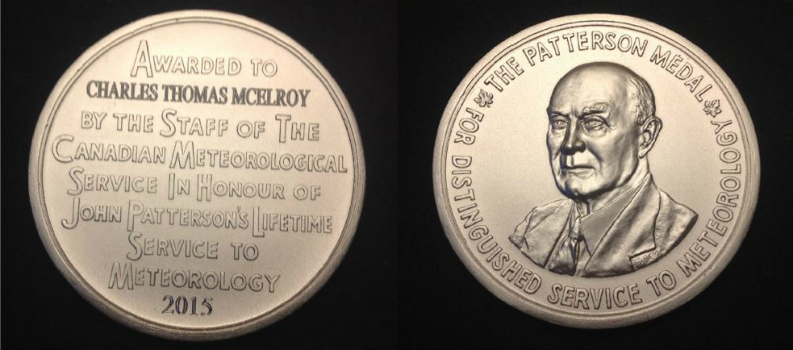 AWARDED TO
CHARLES THOMAS MCELROY
BY THE STAFF OF THE
CANADIAN METEOROLOGICAL
SERVICE IN HONOUR OF
JOHN PATTERSON'S LIFETIME
SERVICE TO
METEOROLOGY
2015
THE PATTERSON MEDAL
FOR DISTINGUISHED SERVICE TO METEOROLOGY